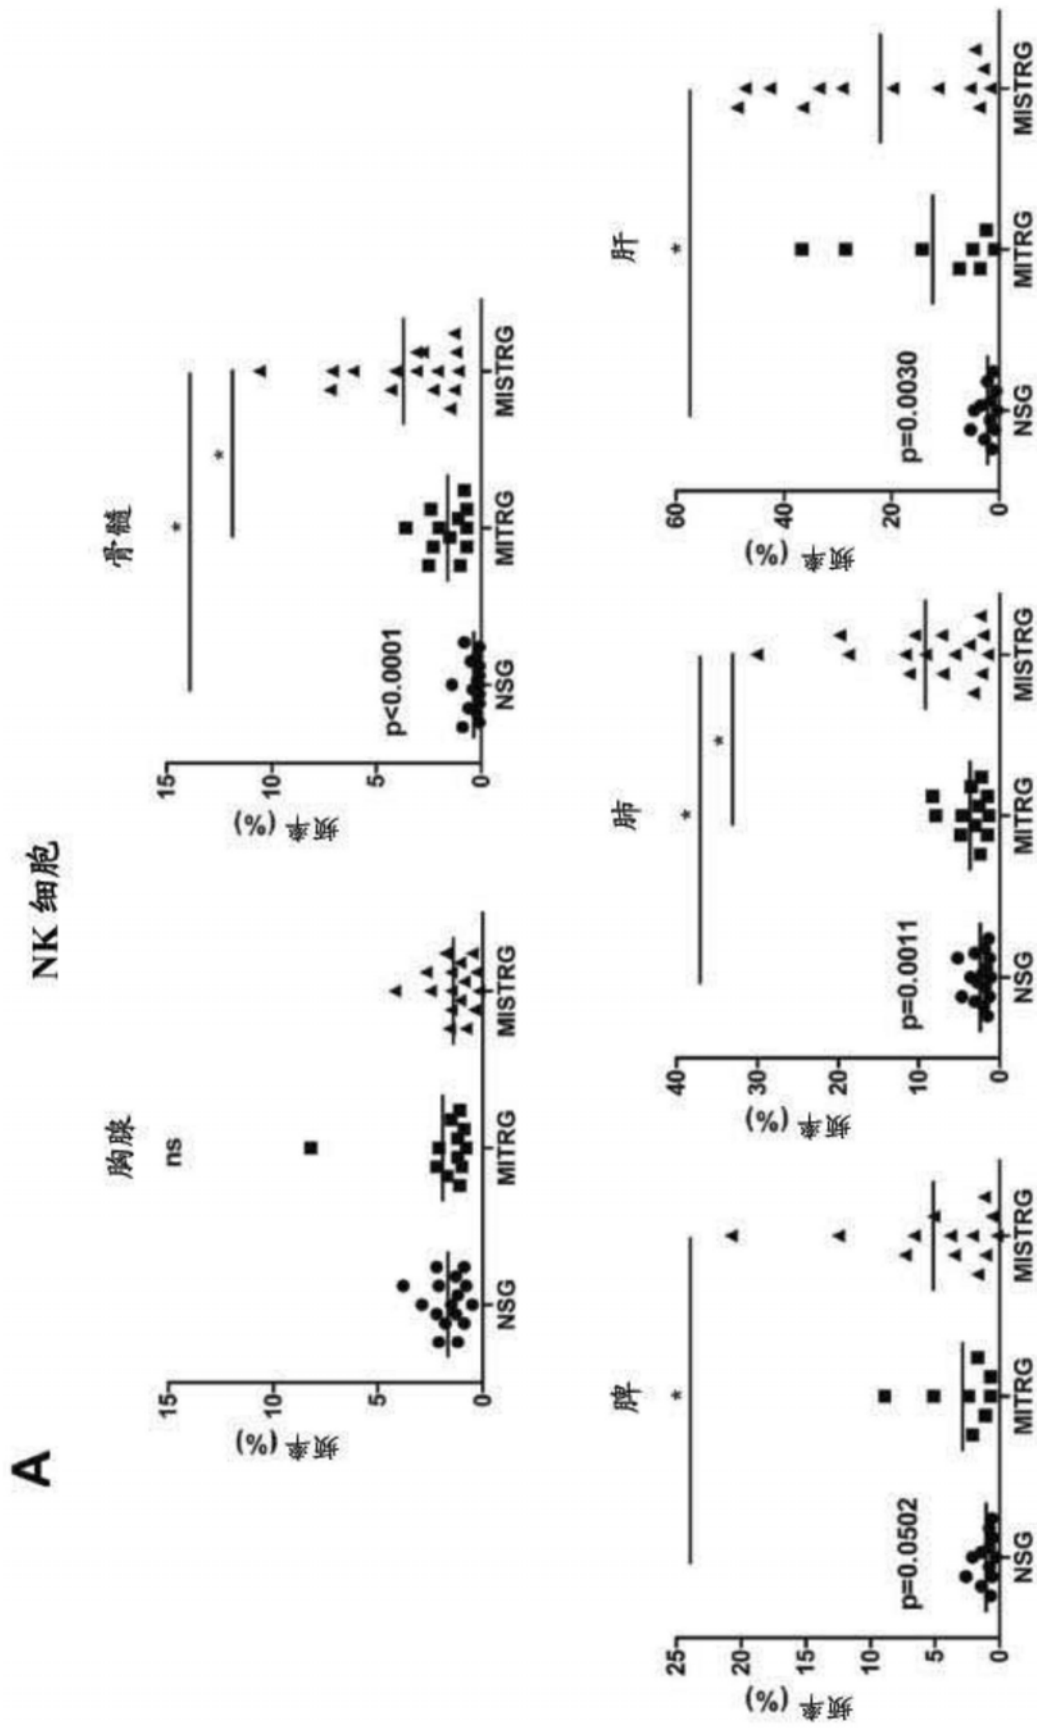 A
NK 细胞
胸腺
ns
频率 (%)
15
10
5
0
NSG
MITRG
MISTRG
骨髓
*
*
p<0.0001
频率 (%)
15
10
5
0
NSG
MITRG
MISTRG
脾
*
p=0.0502
频率 (%)
25
20
15
10
5
0
NSG
MITRG
MISTRG
肺
*
*
p=0.0011
频率 (%)
40
30
20
10
0
NSG
MITRG
MISTRG
肝
*
p=0.0030
频率 (%)
60
40
20
0
NSG
MITRG
MISTRG